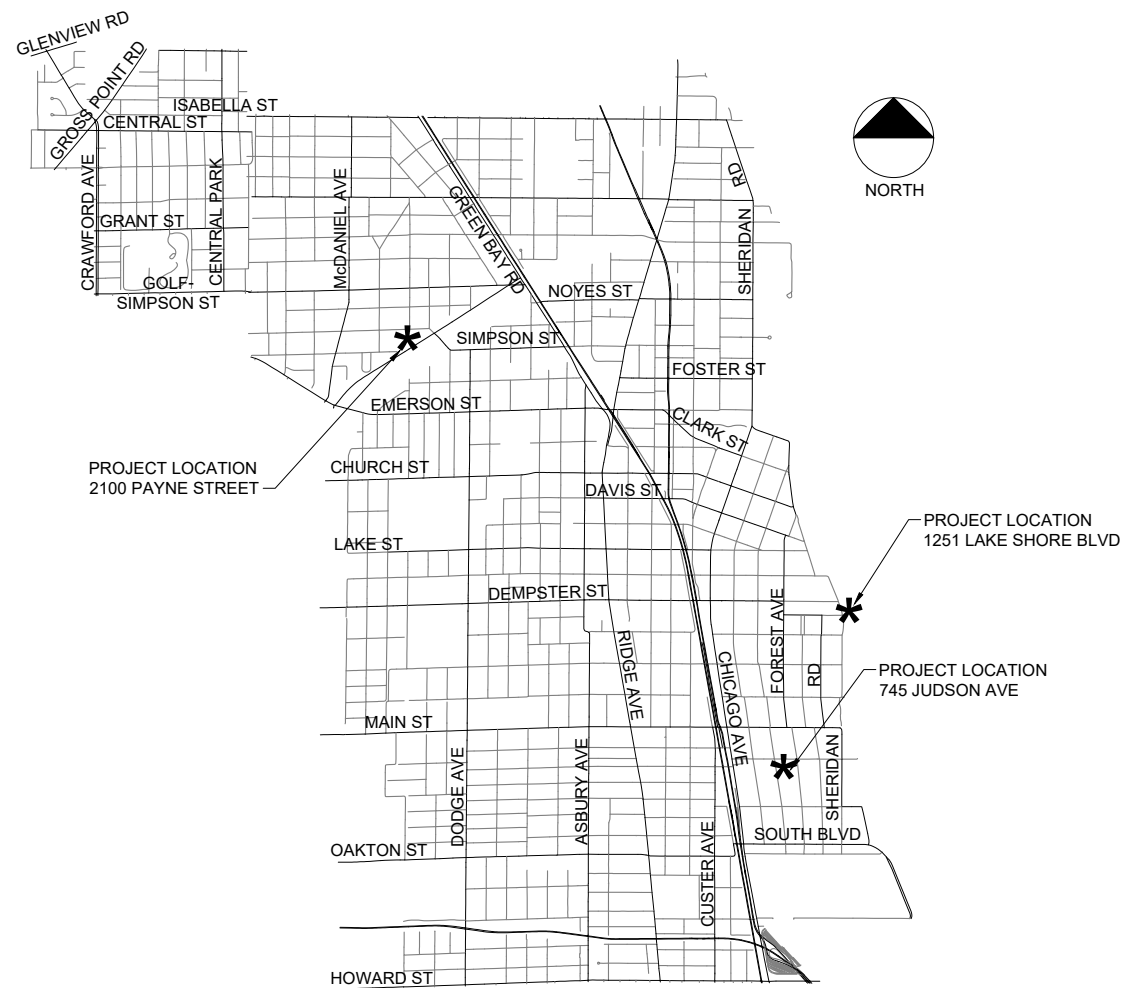 GLENVIEW RD
GROSS POINT RD
ISABELLA ST
CENTRAL ST
CRAWFORD AVE
CENTRAL PARK
McDANIEL AVE
GREEN BAY RD
RD
SHERIDAN
NORTH
GRANT ST
GOLF-
SIMPSON ST
NOYES ST
SIMPSON ST
FOSTER ST
EMERSON ST
CLARK ST
PROJECT LOCATION
2100 PAYNE STREET
CHURCH ST
DAVIS ST
PROJECT LOCATION
1251 LAKE SHORE BLVD
LAKE ST
DEMPSTER ST
RIDGE AVE
CHICAGO AVE
FOREST AVE
RD
PROJECT LOCATION
745 JUDSON AVE
MAIN ST
DODGE AVE
ASBURY AVE
CUSTER AVE
SHERIDAN
SOUTH BLVD
OAKTON ST
HOWARD ST